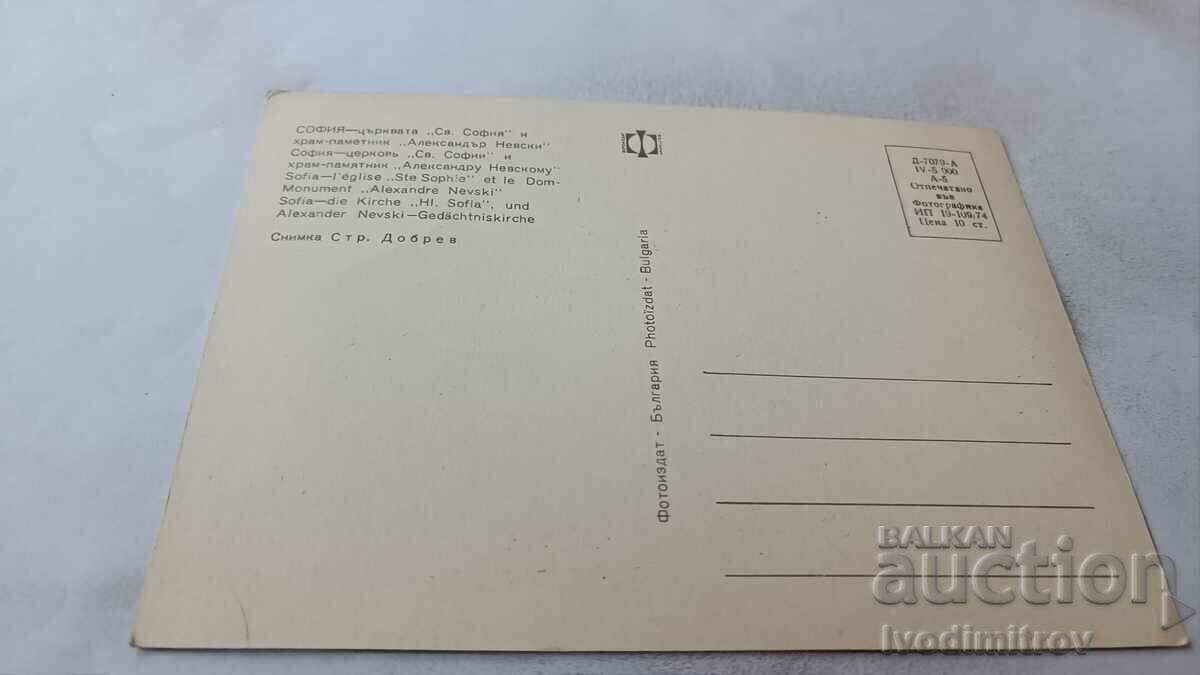 СОФИЯ—църквата „Св. София" и
храм-паметник „Александър Невски"
София—церковь „Св. Софии" и
храм-памятник „Александру Невскому"
Sofia—l'église „Ste Sophie" et le Dom-
Monument „Alexandre Nevski"
Sofia—die Kirche „Hl. Sofia", und
Alexander Nevski—Gedächtniskirche
Снимка Стр. Добрев
Фотоиздат - България Photoïzdat - Bulgaria
Д-7079-А
IV-5 000
А-5
Отпечатано
във
Фотографика
ИП 19-109/74
Цена 10 ст.
BALKAN
auction
Ivodimitrov